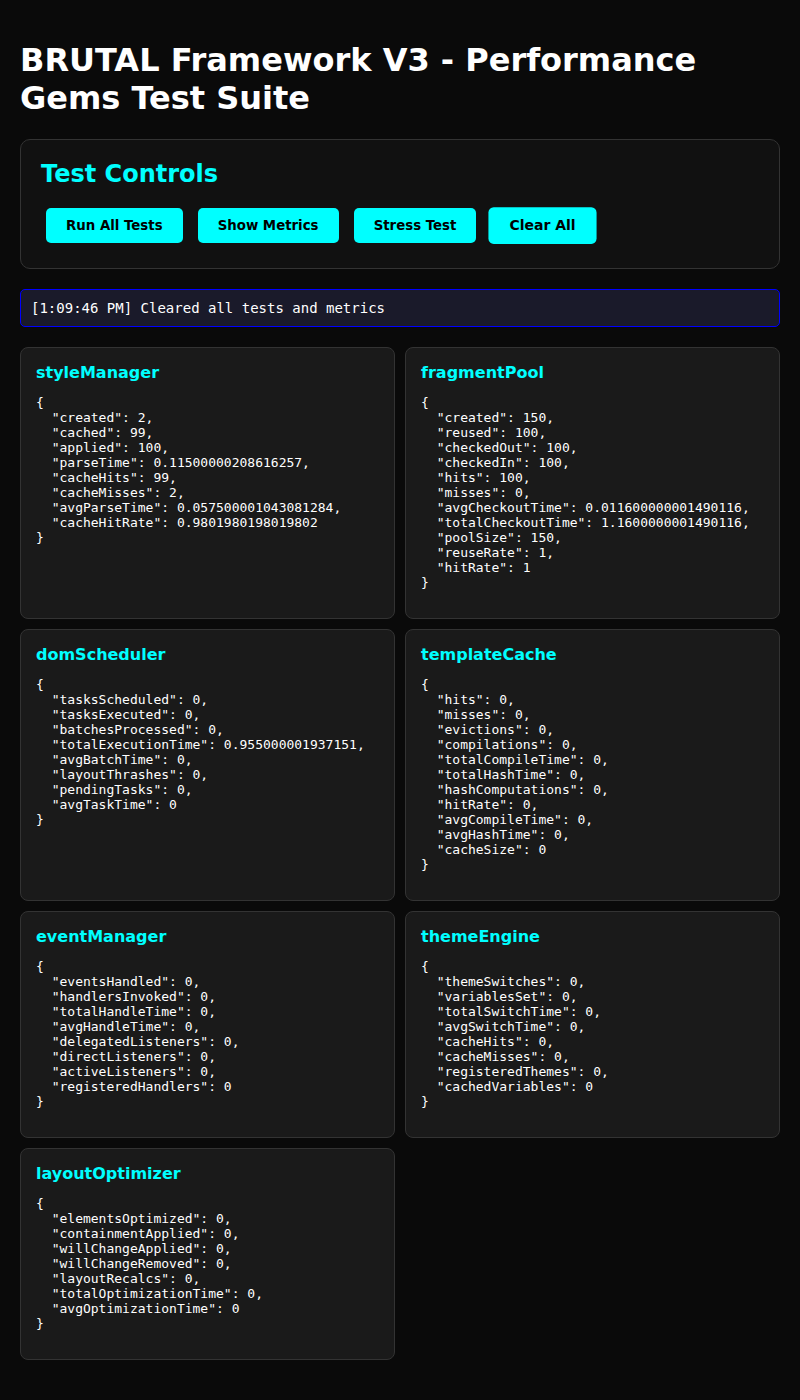 BRUTAL Framework V3 - Performance
Gems Test Suite
Test Controls
Run All Tests
Show Metrics
Stress Test
Clear All
[1:09:46 PM] Cleared all tests and metrics
styleManager
{
  "created": 2,
  "cached": 99,
  "applied": 100,
  "parseTime": 0.11500000208616257,
  "cacheHits": 99,
  "cacheMisses": 2,
  "avgParseTime": 0.057500001043081284,
  "cacheHitRate": 0.9801980198019802
}
fragmentPool
{
  "created": 150,
  "reused": 100,
  "checkedOut": 100,
  "checkedIn": 100,
  "hits": 100,
  "misses": 0,
  "avgCheckoutTime": 0.011600000001490116,
  "totalCheckoutTime": 1.1600000001490116,
  "poolSize": 150,
  "reuseRate": 1,
  "hitRate": 1
}
domScheduler
{
  "tasksScheduled": 0,
  "tasksExecuted": 0,
  "batchesProcessed": 0,
  "totalExecutionTime": 0.955000001937151,
  "avgBatchTime": 0,
  "layoutThrashes": 0,
  "pendingTasks": 0,
  "avgTaskTime": 0
}
templateCache
{
  "hits": 0,
  "misses": 0,
  "evictions": 0,
  "compilations": 0,
  "totalCompileTime": 0,
  "totalHashTime": 0,
  "hashComputations": 0,
  "hitRate": 0,
  "avgCompileTime": 0,
  "avgHashTime": 0,
  "cacheSize": 0
}
eventManager
{
  "eventsHandled": 0,
  "handlersInvoked": 0,
  "totalHandleTime": 0,
  "avgHandleTime": 0,
  "delegatedListeners": 0,
  "directListeners": 0,
  "activeListeners": 0,
  "registeredHandlers": 0
}
themeEngine
{
  "themeSwitches": 0,
  "variablesSet": 0,
  "totalSwitchTime": 0,
  "avgSwitchTime": 0,
  "cacheHits": 0,
  "cacheMisses": 0,
  "registeredThemes": 0,
  "cachedVariables": 0
}
layoutOptimizer
{
  "elementsOptimized": 0,
  "containmentApplied": 0,
  "willChangeApplied": 0,
  "willChangeRemoved": 0,
  "layoutRecalcs": 0,
  "totalOptimizationTime": 0,
  "avgOptimizationTime": 0
}